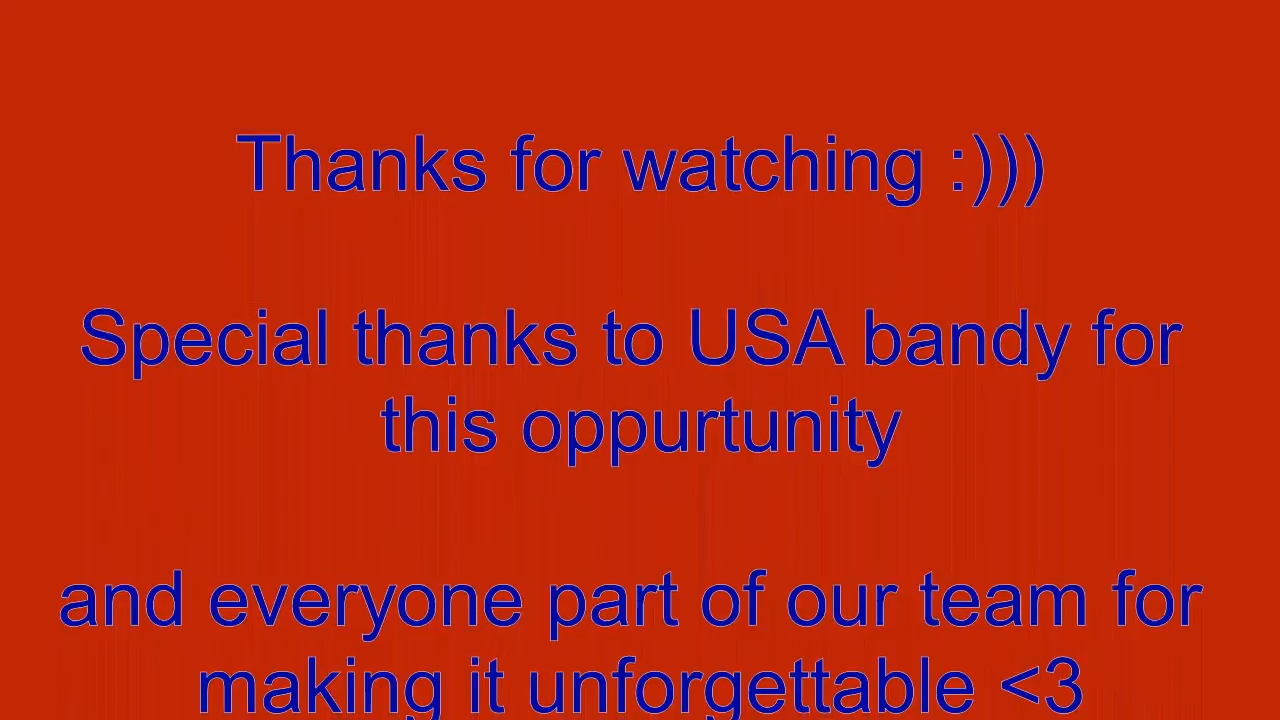 Thanks for watching :)))
Special thanks to USA bandy for
this oppurtunity
and everyone part of our team for
making it unforgettable <3